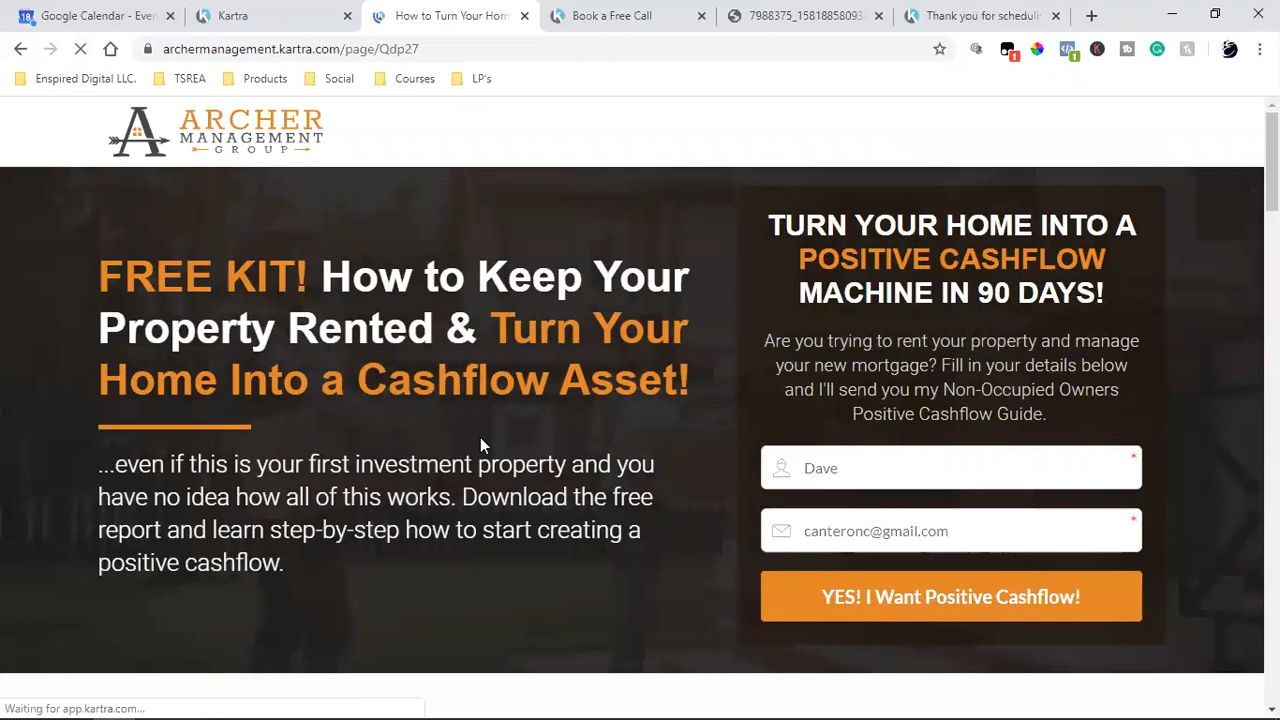 Google Calendar - Even
Kartra
How to Turn Your Hom
Book a Free Call
7988375_15818858093
Thank you for scheduli
archermanagement.kartra.com/page/Qdp27
1
1
Enspired Digital LLC.
TSREA
Products
Social
Courses
LP's
ARCHER
MANAGEMENT
GROUP
FREE KIT! How to Keep Your
Property Rented & Turn Your
Home Into a Cashflow Asset!
...even if this is your first investment property and you
have no idea how all of this works. Download the free
report and learn step-by-step how to start creating a
positive cashflow.
TURN YOUR HOME INTO A
POSITIVE CASHFLOW
MACHINE IN 90 DAYS!
Are you trying to rent your property and manage
your new mortgage? Fill in your details below
and I'll send you my Non-Occupied Owners
Positive Cashflow Guide.
Dave
canteronc@gmail.com
YES! I Want Positive Cashflow!
Waiting for app.kartra.com...